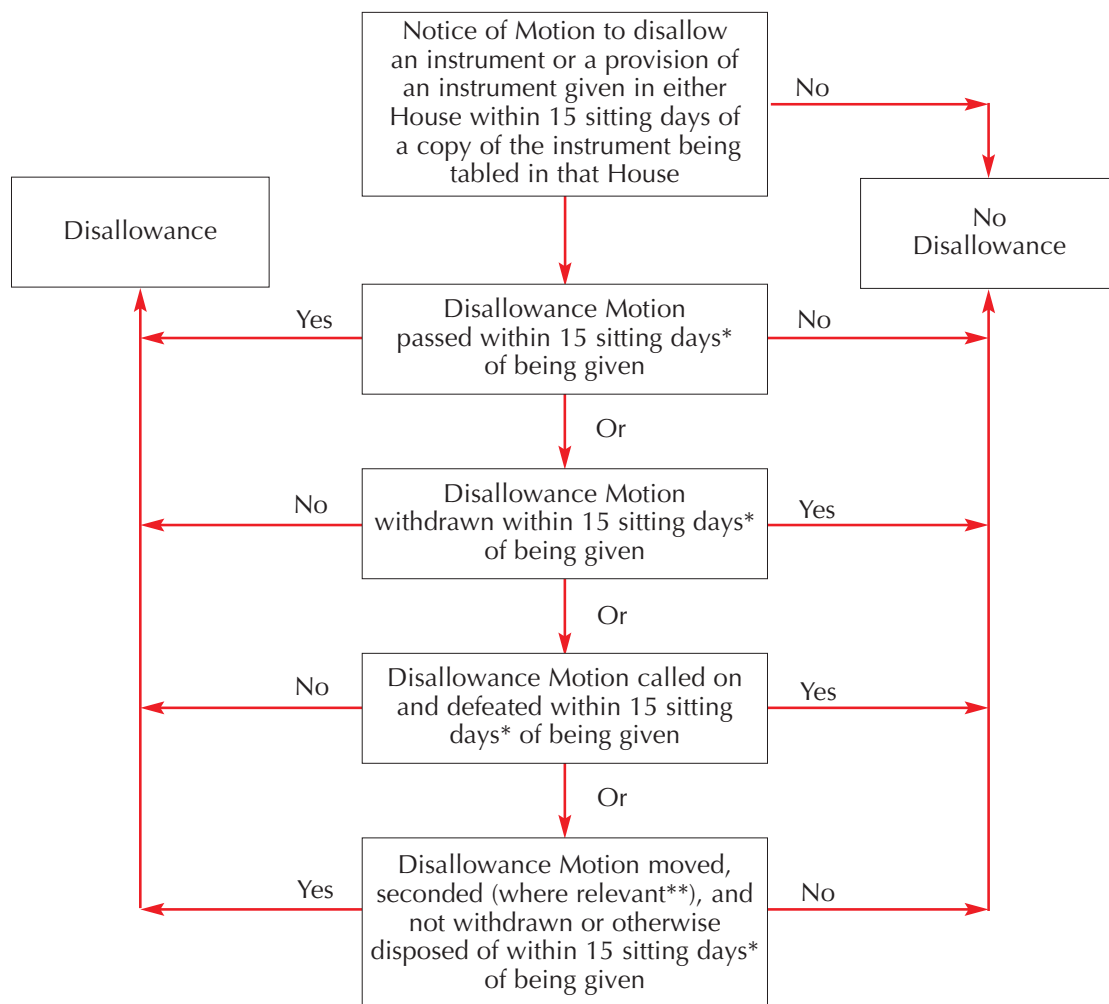 Notice of Motion to disallow
an instrument or a provision of
an instrument given in either
House within 15 sitting days of
a copy of the instrument being
tabled in that House
No
Disallowance
No
Disallowance
Yes
Disallowance Motion
passed within 15 sitting days*
of being given
No
Or
No
Disallowance Motion
withdrawn within 15 sitting days*
of being given
Yes
Or
No
Disallowance Motion called on
and defeated within 15 sitting
days* of being given
Yes
Or
Yes
Disallowance Motion moved,
seconded (where relevant**), and
not withdrawn or otherwise
disposed of within 15 sitting days*
of being given
No